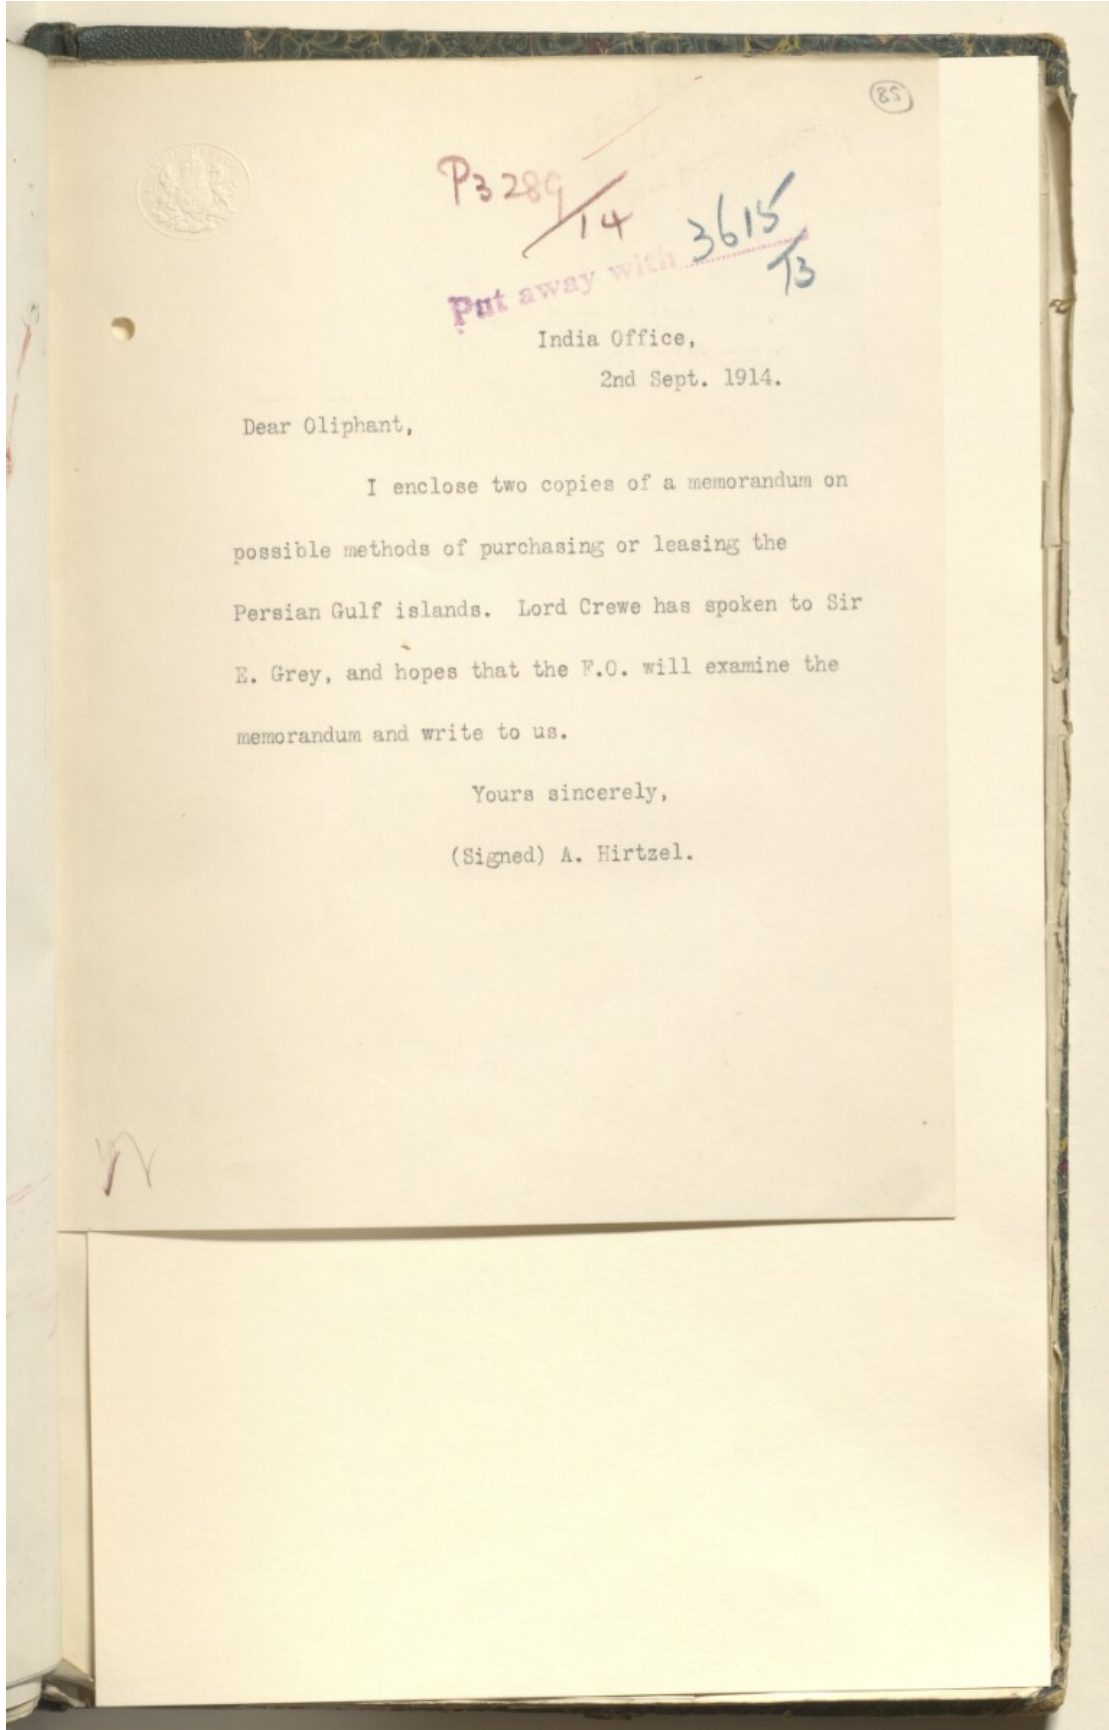 85
P3289/14
Put away with 3615/13
India Office,
2nd Sept. 1914.
Dear Oliphant,
I enclose two copies of a memorandum on
possible methods of purchasing or leasing the
Persian Gulf islands. Lord Crewe has spoken to Sir
E. Grey, and hopes that the F.O. will examine the
memorandum and write to us.
Yours sincerely,
(Signed) A. Hirtzel.